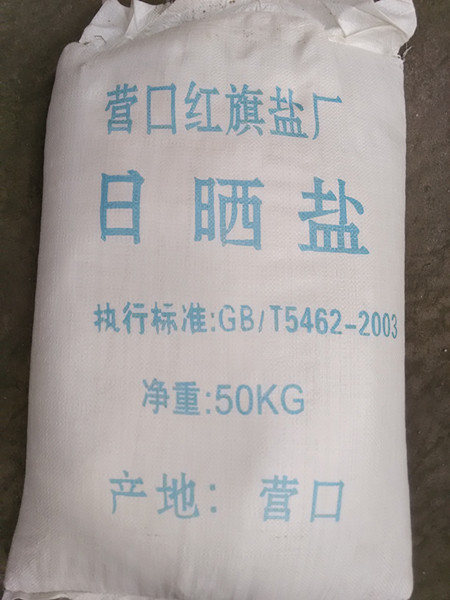 营口红旗盐厂
日晒盐
执行标准:GB/T5462-2003
净重:50KG
产地：营口